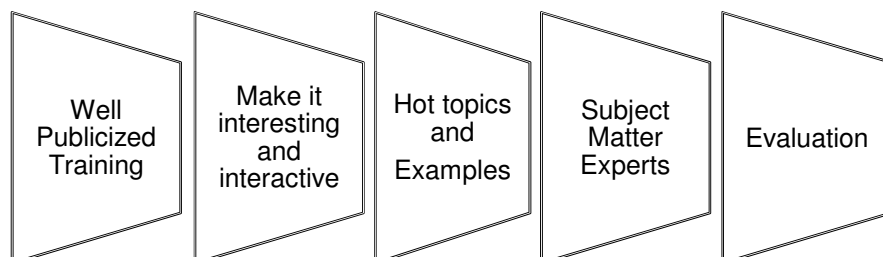 Well
Publicized
Training
Make it
interesting
and
interactive
Hot topics
and
Examples
Subject
Matter
Experts
Evaluation